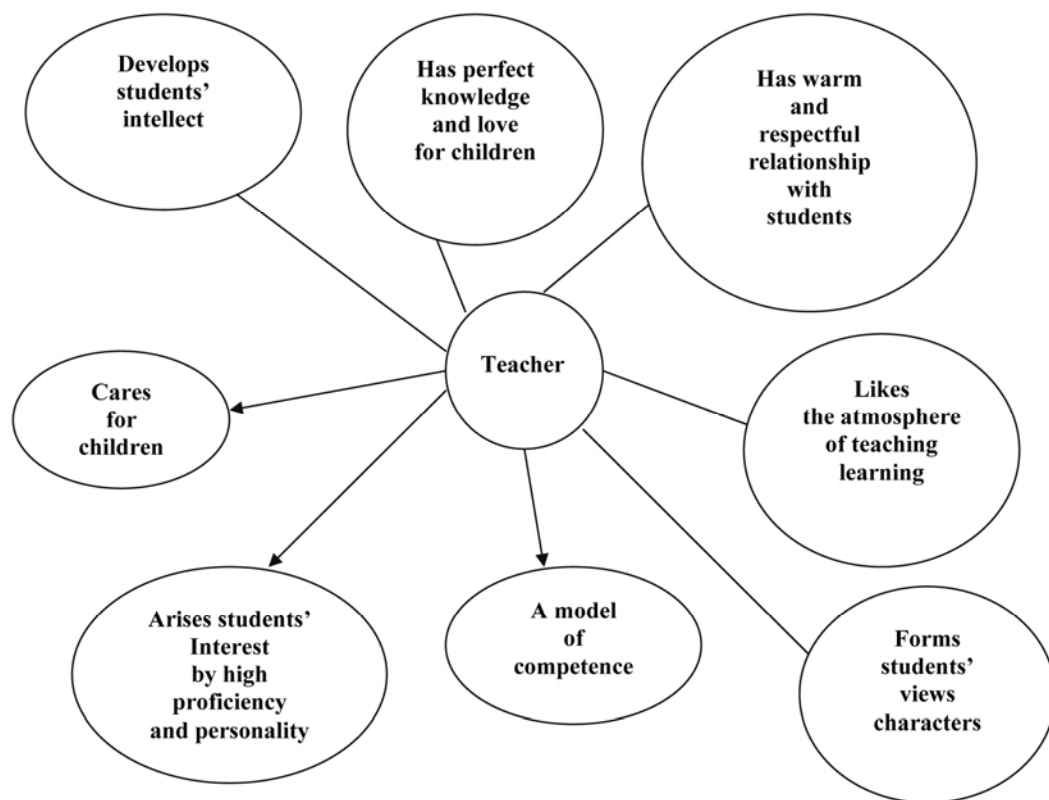 Develops
students’
intellect
Has perfect
knowledge
and love
for children
Has warm
and
respectful
relationship
with
students
Teacher
Cares
for
children
Likes
the atmosphere
of teaching
learning
Arises students’
Interest
by high
proficiency
and personality
A model
of
competence
Forms
students’
views
characters